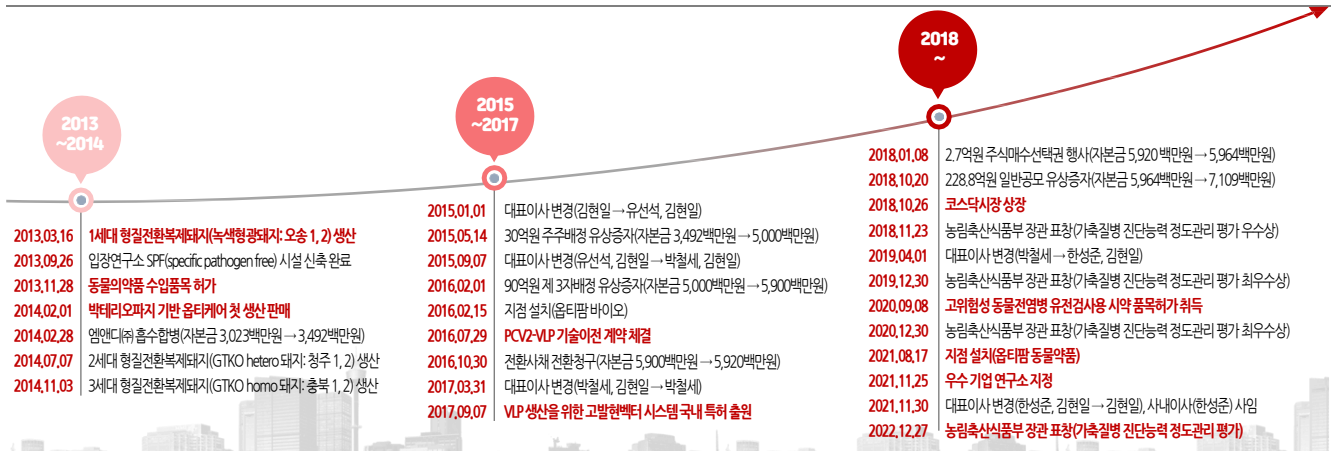 2013
~2014
2013.03.16 1세대 형질전환복제돼지(녹색형광돼지: 오송 1, 2) 생산
2013.09.26 입장연구소 SPF(specific pathogen free) 시설 신축 완료
2013.11.28 동물의약품 수입품목 허가
2014.02.01 박테리오파지 기반 옵티케어 첫 생산 판매
2014.02.28 엠앤디㈜ 흡수합병(자본금 3,023백만원 → 3,492백만원)
2014.07.07 2세대 형질전환복제돼지(GTKO hetero 돼지: 청주 1, 2) 생산
2014.11.03 3세대 형질전환복제돼지(GTKO homo 돼지: 충북 1, 2) 생산
2015
~2017
2015.01.01 대표이사 변경(김현일 → 유선석, 김현일)
2015.05.14 30억원 주주배정 유상증자(자본금 3,492백만원 → 5,000백만원)
2015.09.07 대표이사 변경(유선석, 김현일 → 박철세, 김현일)
2016.02.01 90억원 제 3자배정 유상증자(자본금 5,000백만원 → 5,900백만원)
2016.02.15 지점 설치(옵티팜 바이오)
2016.07.29 PCV2-VLP 기술이전 계약 체결
2016.10.30 전환사채 전환청구(자본금 5,900백만원 → 5,920백만원)
2017.03.31 대표이사 변경(박철세, 김현일 → 박철세)
2017.09.07 VLP 생산을 위한 고발현벡터 시스템 국내 특허 출원
2018
~
2018.01.08 2.7억원 주식매수선택권 행사(자본금 5,920 백만원 → 5,964백만원)
2018.10.20 228.8억원 일반공모 유상증자(자본금 5,964백만원 → 7,109백만원)
2018.10.26 코스닥시장 상장
2018.11.23 농림축산식품부 장관 표창(가축질병 진단능력 정도관리 평가 우수상)
2019.04.01 대표이사 변경(박철세 → 한성준, 김현일)
2019.12.30 농림축산식품부 장관 표창(가축질병 진단능력 정도관리 평가 최우수상)
2020.09.08 고위험성 동물전염병 유전검사용 시약 품목허가 취득
2020.12.30 농림축산식품부 장관 표창(가축질병 진단능력 정도관리 평가 최우수상)
2021.08.17 지점 설치(옵티팜 동물약품)
2021.11.25 우수 기업 연구소 지정
2021.11.30 대표이사 변경(한성준, 김현일 → 김현일), 사내이사(한성준) 사임
2022.12.27 농림축산식품부 장관 표창(가축질병 진단능력 정도관리 평가)